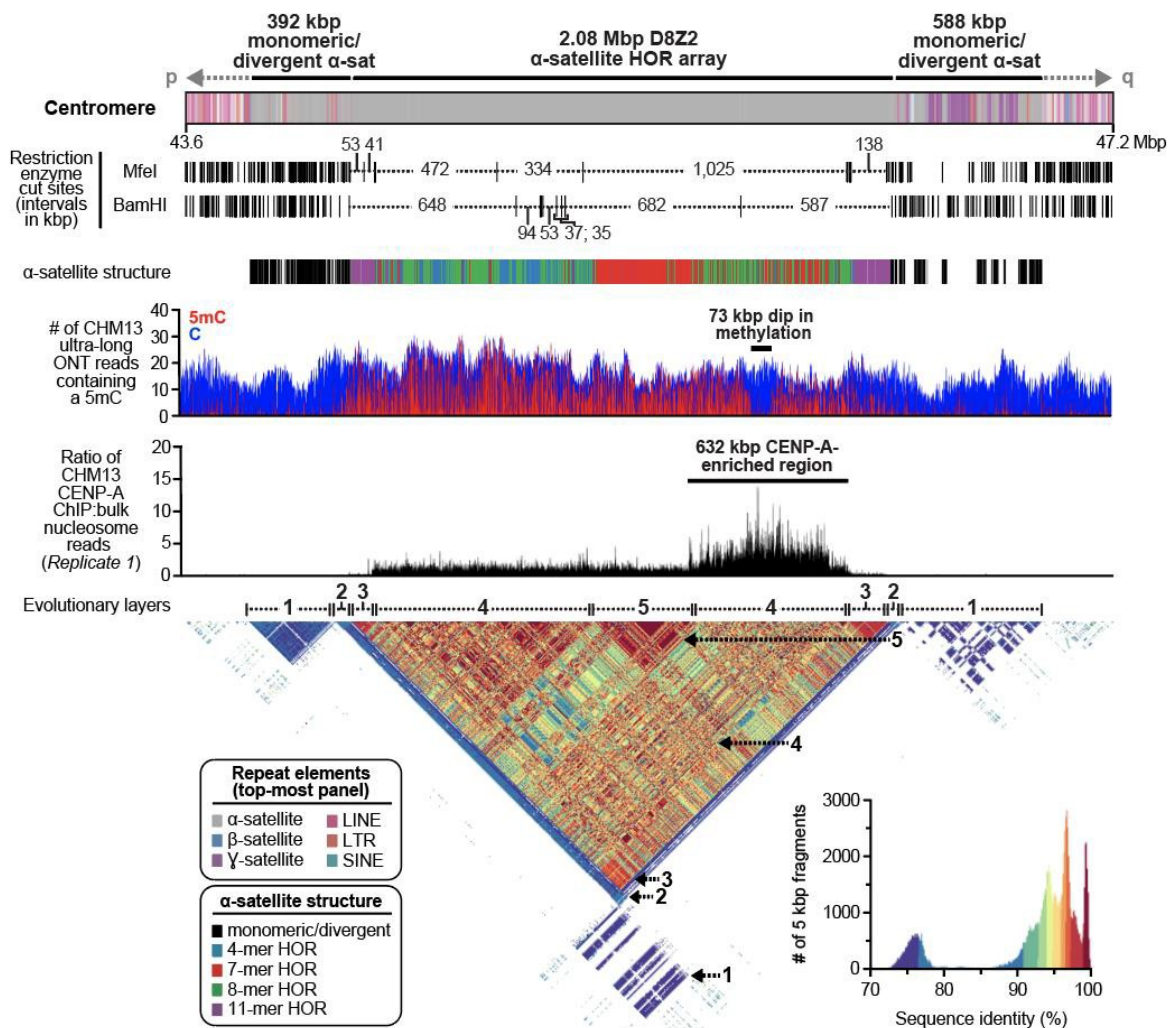 392 kbp
monomeric/
divergent α-sat
2.08 Mbp D8Z2
α-satellite HOR array
588 kbp
monomeric/
divergent α-sat
p
q
Centromere
43.6
47.2 Mbp
Restriction
enzyme
cut sites
(intervals
in kbp)
MfeI
53
41
472
334
1,025
138
BamHI
648
94
53
37; 35
682
587
α-satellite structure
# of CHM13
ultra-long
ONT reads
containing
a 5mC
40
30
20
10
0
5mC
C
73 kbp dip in
methylation
Ratio of
CHM13
CENP-A
ChIP:bulk
nucleosome
reads
(Replicate 1)
20
15
10
5
0
632 kbp CENP-A-
enriched region
Evolutionary layers
1
2
3
4
5
4
3
2
1
5
4
3
2
1
Repeat elements
(top-most panel)
α-satellite
β-satellite
Ɣ-satellite
LINE
LTR
SINE
α-satellite structure
monomeric/divergent
4-mer HOR
7-mer HOR
8-mer HOR
11-mer HOR
# of 5 kbp fragments
3000
2000
1000
0
70
80
90
100
Sequence identity (%)